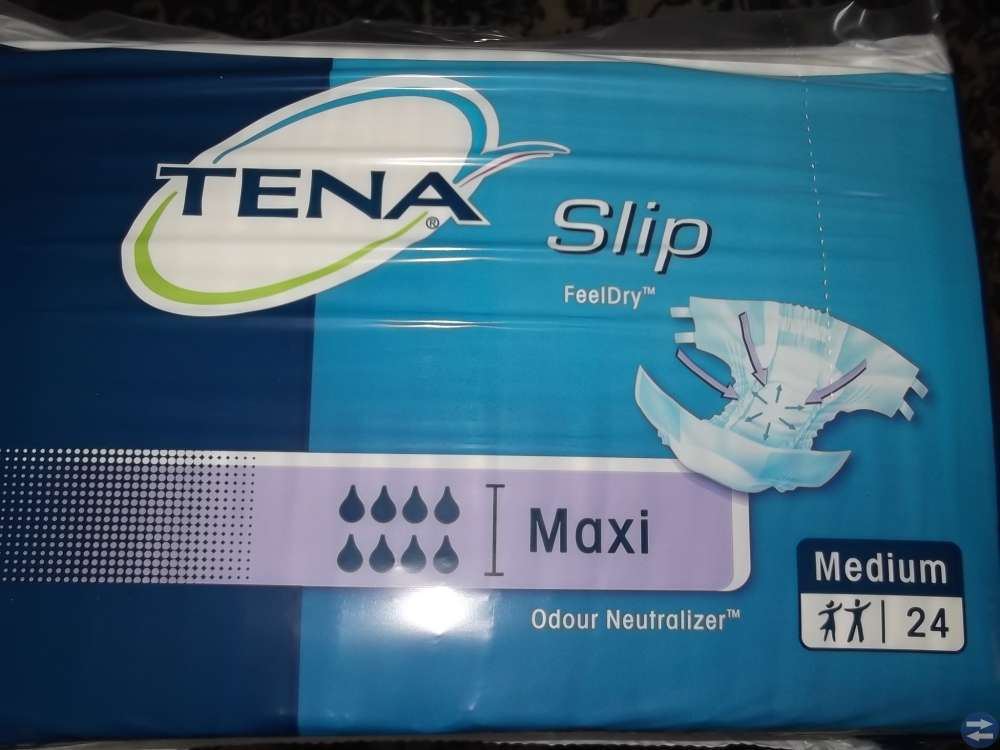 TENA®
Slip
FeelDry™
Maxi
Odour Neutralizer™
Medium
24